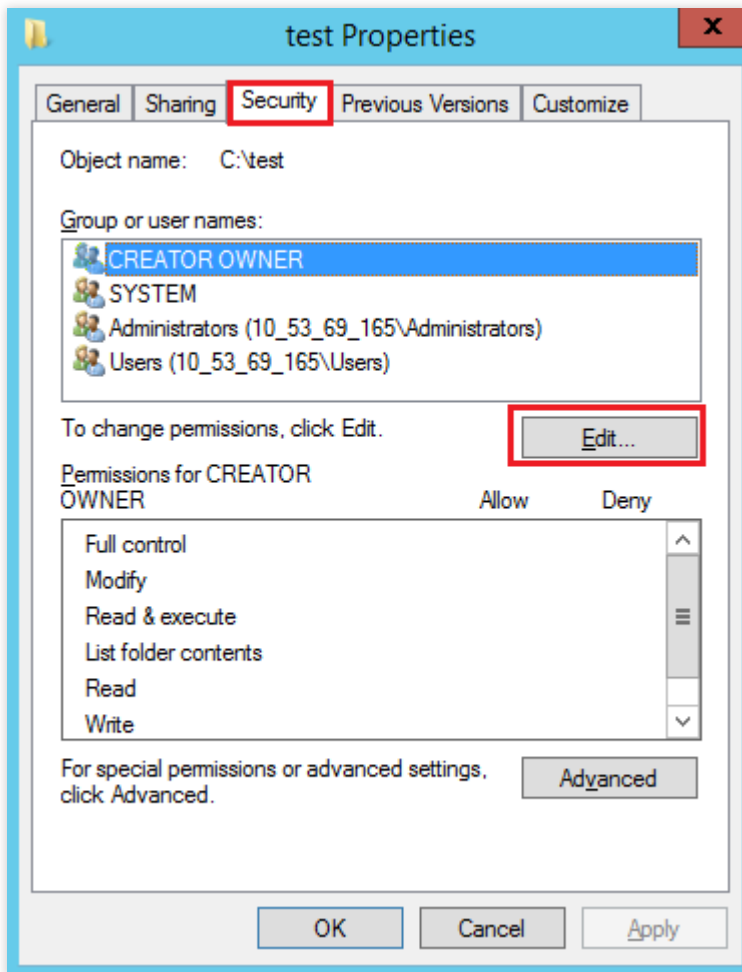 test Properties
x
General Sharing Security Previous Versions Customize
Object name: C:\test
Group or user names:
CREATOR OWNER
SYSTEM
Administrators (10_53_69_165\Administrators)
Users (10_53_69_165\Users)
To change permissions, click Edit.
Edit...
Permissions for CREATOR
OWNER Allow Deny
Full control
Modify
Read & execute
List folder contents
Read
Write
For special permissions or advanced settings,
click Advanced.
Advanced
OK Cancel Apply